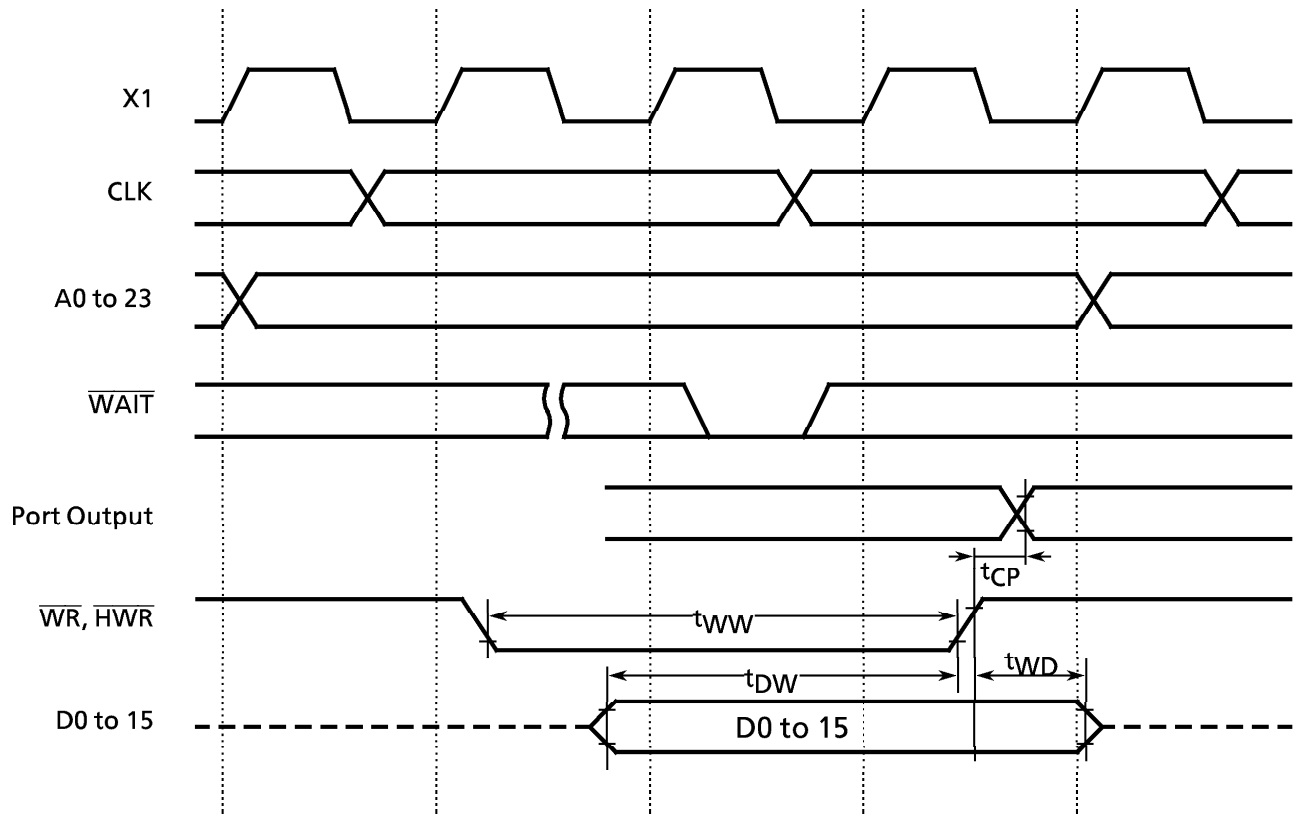 X1
CLK
A0 to 23
WAIT
Port Output
tCP
WR, HWR
tWW
tWD
tDW
D0 to 15
D0 to 15